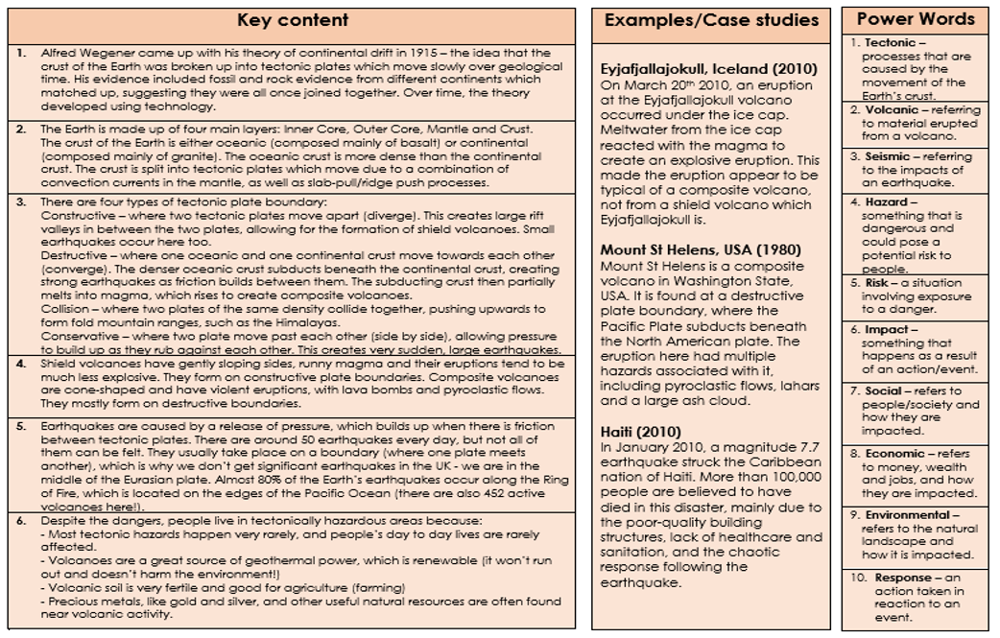 Key content
1. Alfred Wegener came up with his theory of continental drift in 1915 – the idea that the
crust of the Earth was broken up into tectonic plates which move slowly over geological
time. His evidence included fossil and rock evidence from different continents which
matched up, suggesting they were all once joined together. Over time, the theory
developed using technology.
2. The Earth is made up of four main layers: Inner Core, Outer Core, Mantle and Crust.
The crust of the Earth is either oceanic (composed mainly of basalt) or continental
(composed mainly of granite). The oceanic crust is more dense than the continental
crust. The crust is split into tectonic plates which move due to a combination of
convection currents in the mantle, as well as slab-pull/ridge push processes.
3. There are four types of tectonic plate boundary:
Constructive – where two tectonic plates move apart (diverge). This creates large rift
valleys in between the two plates, allowing for the formation of shield volcanoes. Small
earthquakes occur here too.
Destructive – where one oceanic and one continental crust move towards each other
(converge). The denser oceanic crust subducts beneath the continental crust, creating
strong earthquakes as friction builds between them. The subducting crust then partially
melts into magma, which rises to create composite volcanoes.
Collision – where two plates of the same density collide together, pushing upwards to
form fold mountain ranges, such as the Himalayas.
Conservative – where two plate move past each other (side by side), allowing pressure
to build up as they rub against each other. This creates very sudden, large earthquakes.
4. Shield volcanoes have gently sloping sides, runny magma and their eruptions tend to be
much less explosive. They form on constructive plate boundaries. Composite volcanoes
are cone-shaped and have violent eruptions, with lava bombs and pyroclastic flows.
They mostly form on destructive boundaries.
5. Earthquakes are caused by a release of pressure, which builds up when there is friction
between tectonic plates. There are around 50 earthquakes every day, but not all of
them can be felt. They usually take place on a boundary (where one plate meets
another), which is why we don't get significant earthquakes in the UK - we are in the
middle of the Eurasian plate. Almost 80% of the Earth's earthquakes occur along the Ring
of Fire, which is located on the edges of the Pacific Ocean (there are also 452 active
volcanoes here!).
6. Despite the dangers, people live in tectonically hazardous areas because:
- Most tectonic hazards happen very rarely, and people's day to day lives are rarely
affected.
- Volcanoes are a great source of geothermal power, which is renewable (it won't run
out and doesn't harm the environment!)
- Volcanic soil is very fertile and good for agriculture (farming)
- Precious metals, like gold and silver, and other useful natural resources are often found
near volcanic activity.
Examples/Case studies
Eyjafjallajokull, Iceland (2010)
On March 20th 2010, an eruption
at the Eyjafjallajokull volcano
occurred under the ice cap.
Meltwater from the ice cap
reacted with the magma to
create an explosive eruption. This
made the eruption appear to be
typical of a composite volcano,
not from a shield volcano which
Eyjafjallajokull is.
Mount St Helens, USA (1980)
Mount St Helens is a composite
volcano in Washington State,
USA. It is found at a destructive
plate boundary, where the
Pacific Plate subducts beneath
the North American plate. The
eruption here had multiple
hazards associated with it,
including pyroclastic flows, lahars
and a large ash cloud.
Haiti (2010)
In January 2010, a magnitude 7.7
earthquake struck the Caribbean
nation of Haiti. More than 100,000
people are believed to have
died in this disaster, mainly due to
the poor-quality building
structures, lack of healthcare and
sanitation, and the chaotic
response following the
earthquake.
Power Words
1. Tectonic –
processes that are
caused by the
movement of the
Earth's crust.
2. Volcanic – referring
to material erupted
from a volcano.
3. Seismic – referring
to the impacts of
an earthquake.
4. Hazard –
something that is
dangerous and
could pose a
potential risk to
people.
5. Risk – a situation
involving exposure
to a danger.
6. Impact –
something that
happens as a result
of an action/event.
7. Social – refers to
people/society and
how they are
impacted.
8. Economic – refers
to money, wealth
and jobs, and how
they are impacted.
9. Environmental –
refers to the natural
landscape and
how it is impacted.
10. Response – an
action taken in
reaction to an
event.